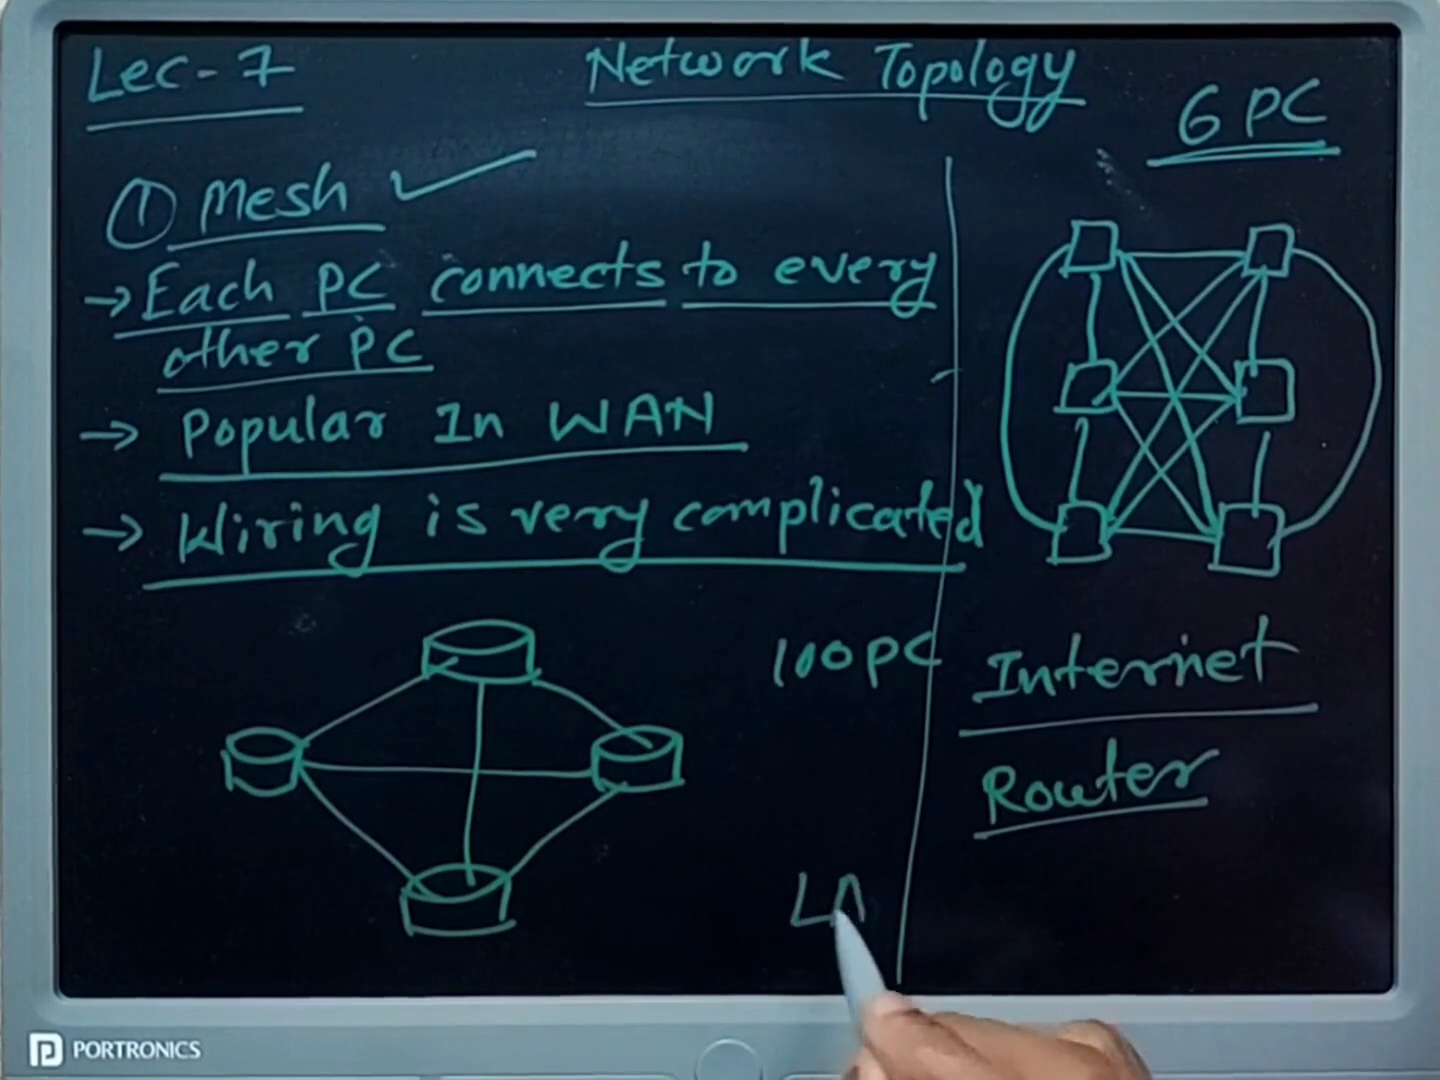 Lec-7
Network Topology
6 PC
① Mesh ✓
→ Each PC connects to every
other PC
→ Popular In WAN
→ Wiring is very complicated
100 PC
Internet
Router
LA
PORTRONICS